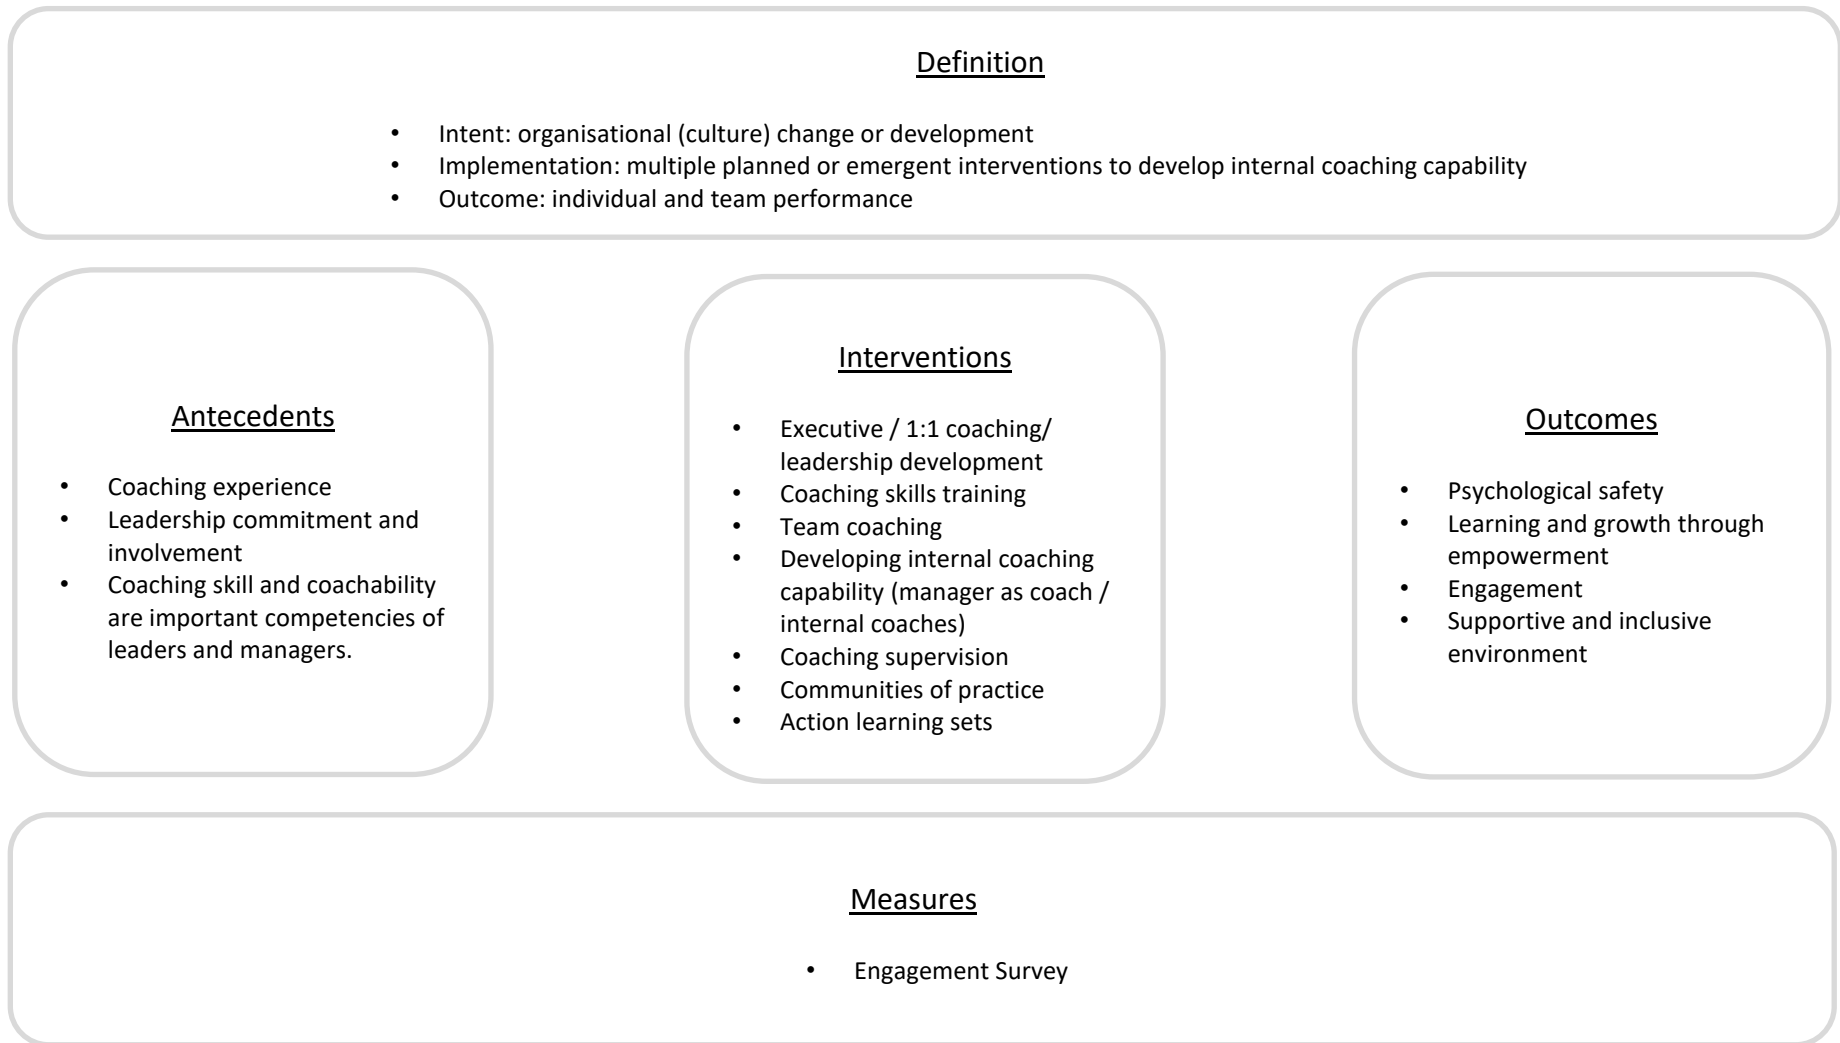 Definition
• Intent: organisational (culture) change or development
• Implementation: multiple planned or emergent interventions to develop internal coaching capability
• Outcome: individual and team performance
Antecedents
• Coaching experience
• Leadership commitment and
involvement
• Coaching skill and coachability
are important competencies of
leaders and managers.
Interventions
• Executive / 1:1 coaching/
leadership development
• Coaching skills training
• Team coaching
• Developing internal coaching
capability (manager as coach /
internal coaches)
• Coaching supervision
• Communities of practice
• Action learning sets
Outcomes
• Psychological safety
• Learning and growth through
empowerment
• Engagement
• Supportive and inclusive
environment
Measures
• Engagement Survey